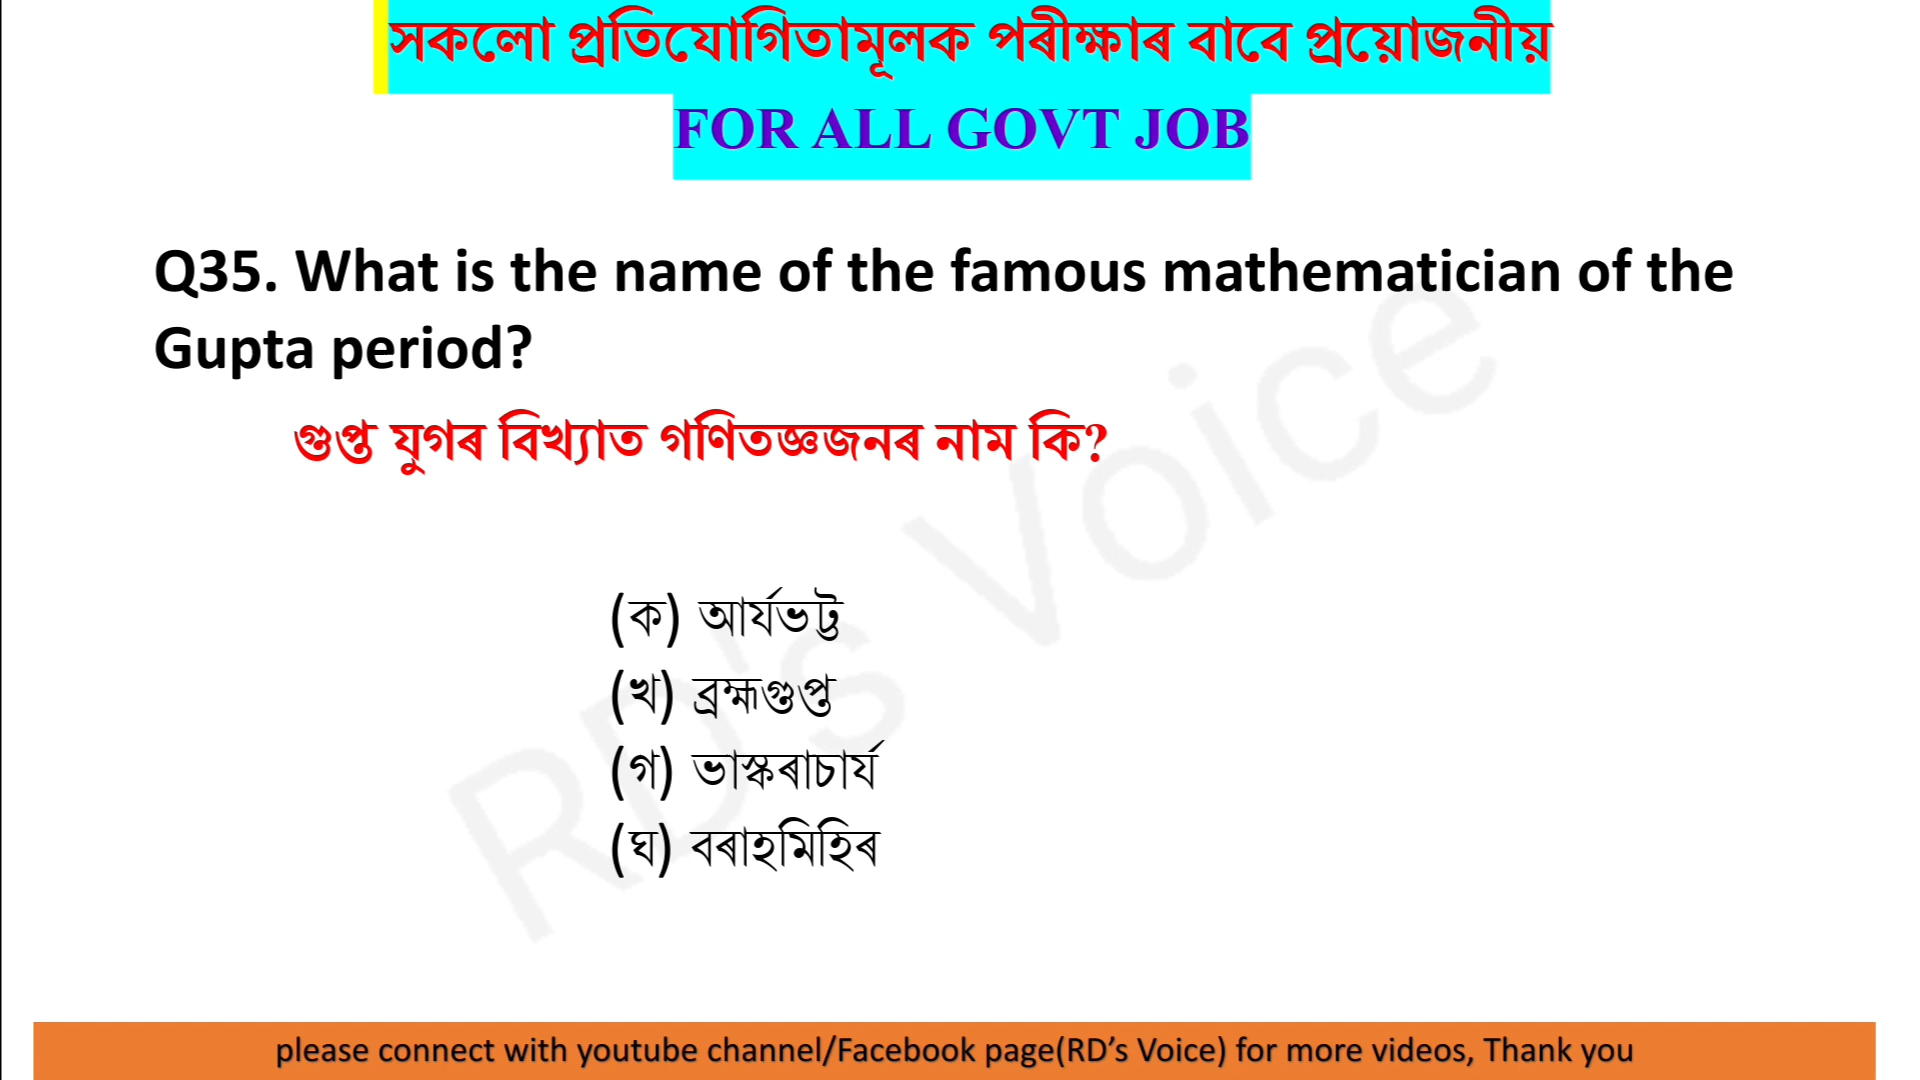 সকলো প্ৰতিযোগিতামূলক পৰীক্ষাৰ বাবে প্ৰয়োজনীয়
FOR ALL GOVT JOB
Q35. What is the name of the famous mathematician of the
Gupta period?
গুপ্ত যুগৰ বিখ্যাত গণিতজ্ঞজনৰ নাম কি?
(ক) আৰ্যভট্ট
(খ) ব্ৰহ্মগুপ্ত
(গ) ভাস্কৰাচাৰ্য
(ঘ) বৰাহমিহিৰ
RD's Voice
please connect with youtube channel/Facebook page(RD’s Voice) for more videos, Thank you